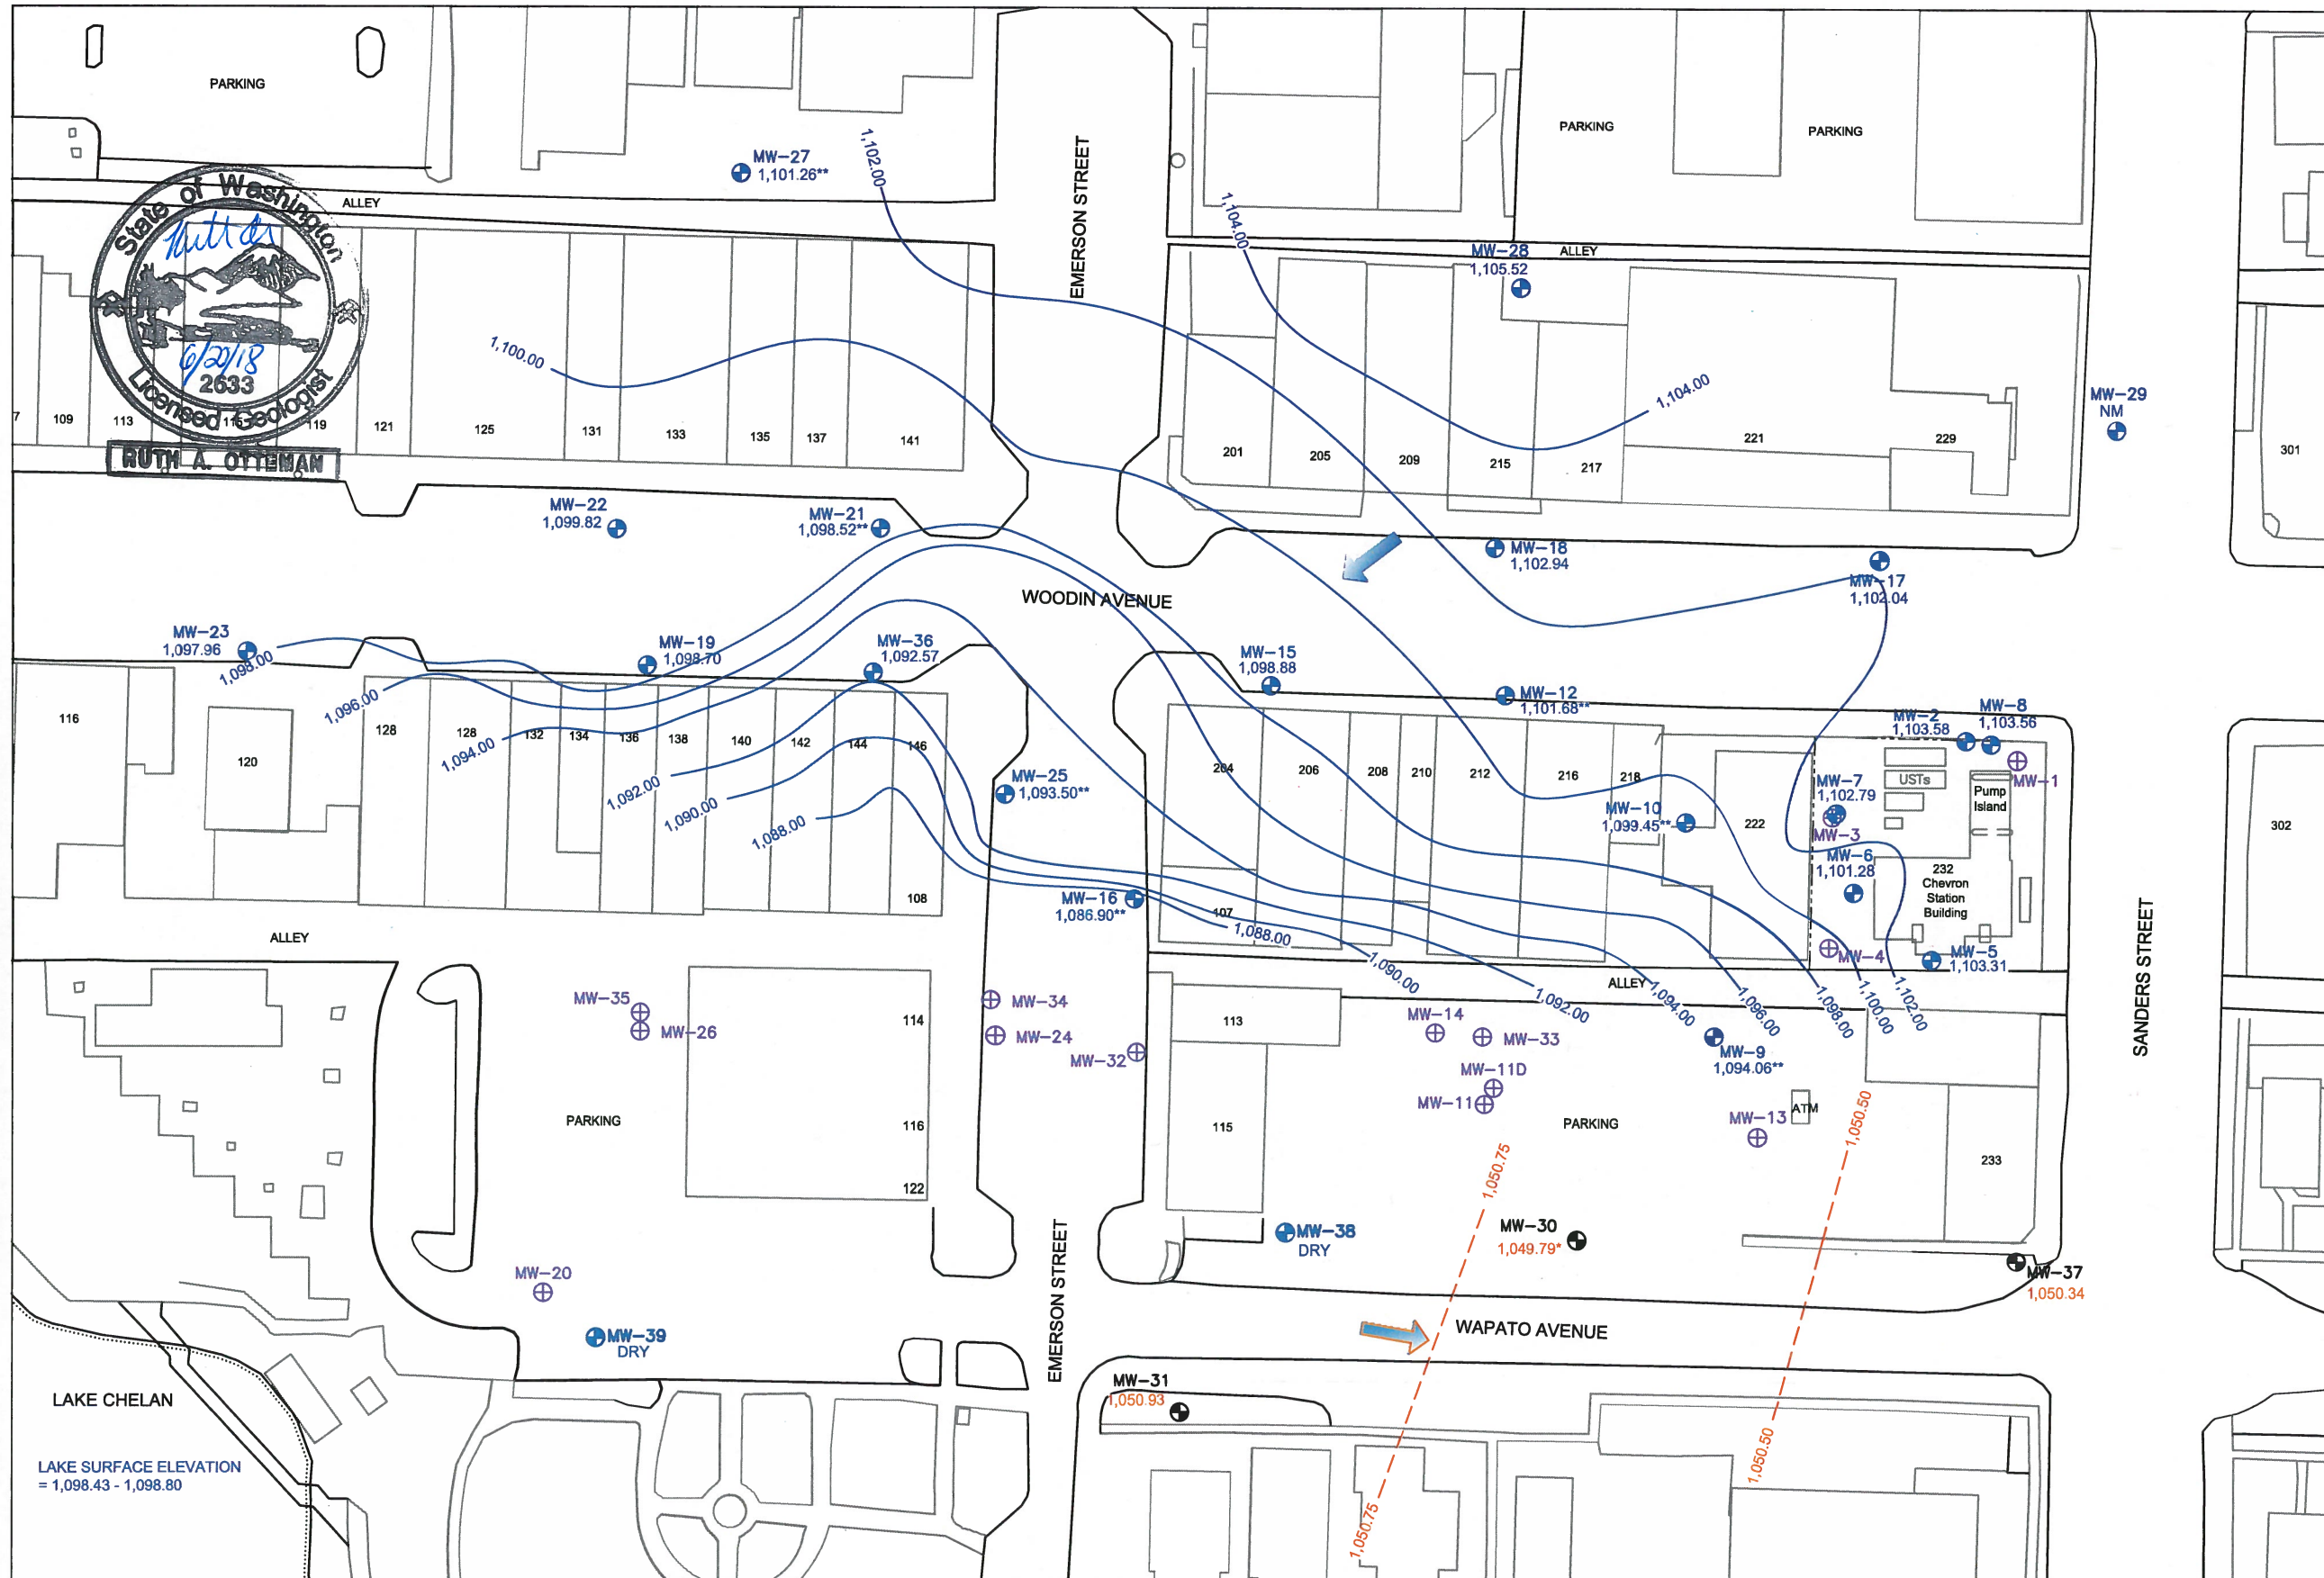 PARKING
MW-27
1,101.26**
1,102.00
EMERSON STREET
PARKING
PARKING
ALLEY
1,104.00
MW-28
1,105.52
ALLEY
State of Washington
6/20/18
2633
Licensed Geologist
RUTH A. OTTEMAN
1,100.00
1,104.00
MW-29
NM
7
109
113
115
119
121
125
131
133
135
137
141
201
205
209
215
217
221
229
301
MW-22
1,099.82
MW-21
1,098.52**
MW-18
1,102.94
MW-17
1,102.04
WOODIN AVENUE
MW-23
1,097.96
1,098.00
MW-19
1,098.70
MW-36
1,092.57
MW-15
1,098.88
MW-12
1,101.68**
MW-2
1,103.58
MW-8
1,103.56
MW-1
116
120
1,096.00
128
128
132
134
136
138
140
142
144
146
1,094.00
1,092.00
1,090.00
1,088.00
MW-25
1,093.50**
204
206
208
210
212
216
218
MW-10
1,099.45**
222
MW-7
1,102.79
MW-3
USTs
Pump
Island
MW-6
1,101.28
232
Chevron
Station
Building
302
108
MW-16
1,086.90**
107
1,088.00
MW-4
MW-5
1,103.31
ALLEY
1,090.00
1,092.00
ALLEY
1,094.00
1,096.00
1,098.00
1,100.00
1,102.00
SANDERS STREET
MW-35
MW-26
114
MW-34
MW-24
MW-32
113
MW-14
MW-33
MW-11D
MW-11
MW-9
1,094.06**
ATM
MW-13
1,050.50
PARKING
116
115
PARKING
1,050.75
233
122
MW-20
EMERSON STREET
MW-38
DRY
MW-30
1,049.79*
MW-37
1,050.34
MW-39
DRY
WAPATO AVENUE
MW-31
1,050.93
LAKE CHELAN
1,050.50
1,050.75
LAKE SURFACE ELEVATION
= 1,098.43 - 1,098.80